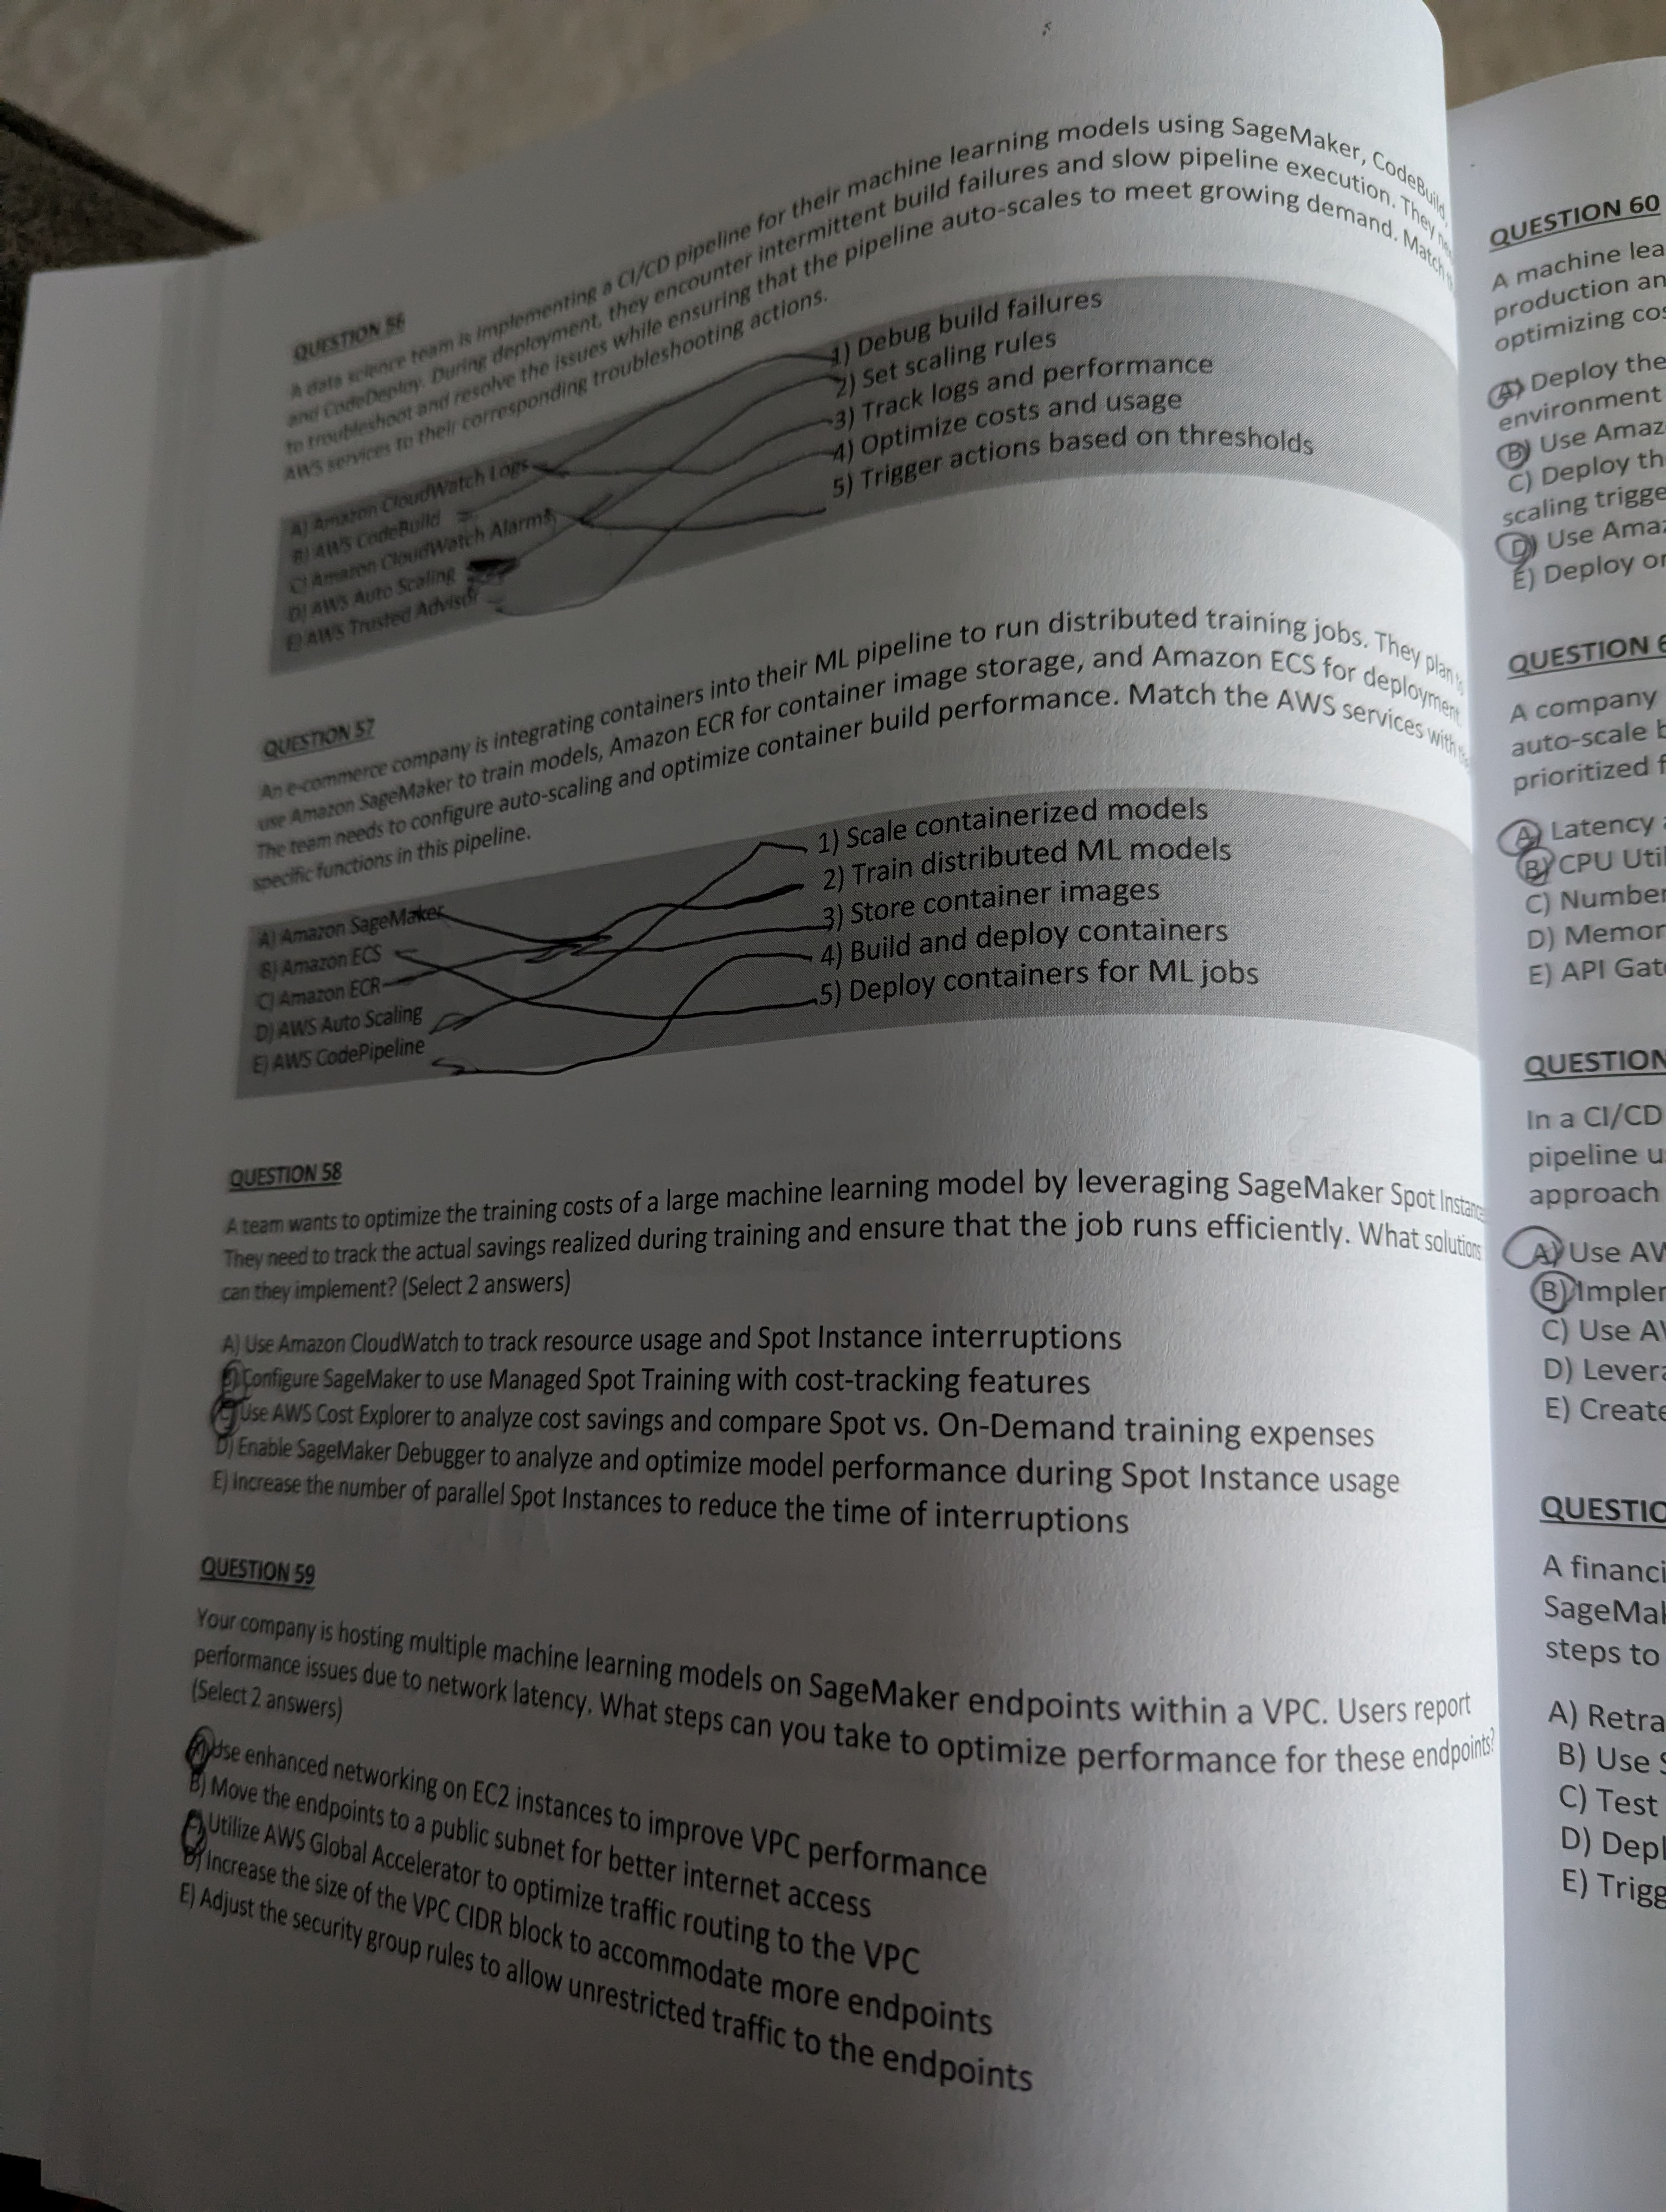 QUESTION 56
A data science team is implementing a CI/CD pipeline for their machine learning models using SageMaker, CodeBuild,
and CodeDeploy. During deployment, they encounter intermittent build failures and slow pipeline execution. They
to troubleshoot and resolve the issues while ensuring that the pipeline auto-scales to meet growing demand. Match
AWS services to their corresponding troubleshooting actions.
A) Amazon CloudWatch Logs
B) AWS CodeBuild
C) Amazon CloudWatch Alarms
D) AWS Auto Scaling
E) AWS Trusted Advisor
1) Debug build failures
2) Set scaling rules
3) Track logs and performance
4) Optimize costs and usage
5) Trigger actions based on thresholds
QUESTION 57
An e-commerce company is integrating containers into their ML pipeline to run distributed training jobs. They plan to
use Amazon SageMaker to train models, Amazon ECR for container image storage, and Amazon ECS for deployment.
The team needs to configure auto-scaling and optimize container build performance. Match the AWS services with
specific functions in this pipeline.
A) Amazon SageMaker
B) Amazon ECS
C) Amazon ECR
D) AWS Auto Scaling
E) AWS CodePipeline
1) Scale containerized models
2) Train distributed ML models
3) Store container images
4) Build and deploy containers
5) Deploy containers for ML jobs
QUESTION 58
A team wants to optimize the training costs of a large machine learning model by leveraging SageMaker Spot
They need to track the actual savings realized during training and ensure that the job runs efficiently. What solutions
can they implement? (Select 2 answers)
A) Use Amazon CloudWatch to track resource usage and Spot Instance interruptions
B) Configure SageMaker to use Managed Spot Training with cost-tracking features
C) Use AWS Cost Explorer to analyze cost savings and compare Spot vs. On-Demand training expenses
D) Enable SageMaker Debugger to analyze and optimize model performance during Spot Instance usage
E) Increase the number of parallel Spot Instances to reduce the time of interruptions
QUESTION 59
Your company is hosting multiple machine learning models on SageMaker endpoints within a VPC. Users report
performance issues due to network latency. What steps can you take to optimize performance for these endpoints?
(Select 2 answers)
A) Use enhanced networking on EC2 instances to improve VPC performance
B) Move the endpoints to a public subnet for better internet access
C) Utilize AWS Global Accelerator to optimize traffic routing to the VPC
D) Increase the size of the VPC CIDR block to accommodate more endpoints
E) Adjust the security group rules to allow unrestricted traffic to the endpoints
QUESTION 60
A machine lea
production an
optimizing cos
A) Deploy the
environment
B) Use Amaz
C) Deploy th
scaling trigge
D) Use Ama
E) Deploy or
QUESTION 6
A company
auto-scale b
prioritized f
A) Latency
B) CPU Util
C) Number
D) Memor
E) API Gat
QUESTION
In a CI/CD
pipeline u
approach
A) Use AW
B) Implem
C) Use A
D) Levera
E) Create
QUESTIO
A financi
SageMak
steps to
A) Retra
B) Use S
C) Test
D) Depl
E) Trigg